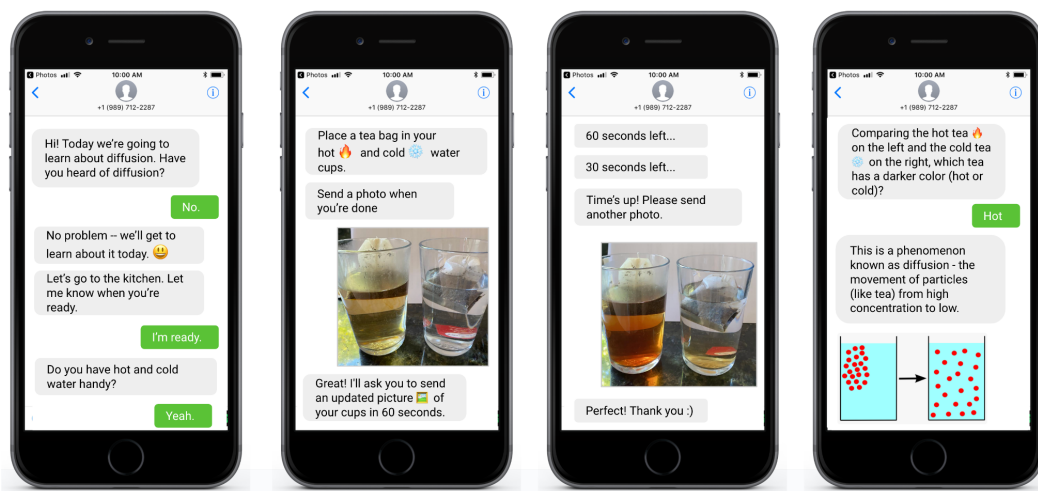 Photos
10:00 AM
+1 (989) 712-2287
Hi! Today we're going to
learn about diffusion. Have
you heard of diffusion?
No.
No problem -- we'll get to
learn about it today. 😃
Let's go to the kitchen. Let
me know when you're
ready.
I'm ready.
Do you have hot and cold
water handy?
Yeah.
Photos
10:00 AM
+1 (989) 712-2287
Place a tea bag in your
hot 🔥 and cold ❄️ water
cups.
Send a photo when
you're done
Great! I'll ask you to send
an updated picture 🖼️ of
your cups in 60 seconds.
Photos
10:00 AM
+1 (989) 712-2287
60 seconds left...
30 seconds left...
Time's up! Please send
another photo.
Perfect! Thank you :)
Photos
10:00 AM
+1 (989) 712-2287
Comparing the hot tea 🔥
on the left and the cold tea
❄️ on the right, which tea
has a darker color (hot or
cold)?
Hot
This is a phenomenon
known as diffusion - the
movement of particles
(like tea) from high
concentration to low.